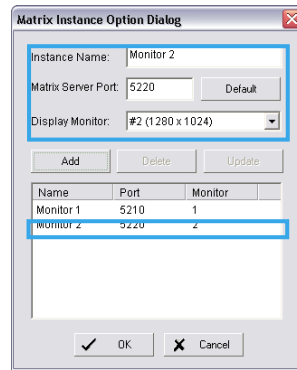 Matrix Instance Option Dialog
Instance Name: Monitor 2
Matrix Server Port: 5220 Default
Display Monitor: #2 (1280 x 1024)
Add Delete Update
Name Port Monitor
Monitor 1 5210 1
Monitor 2 5220 2
OK Cancel